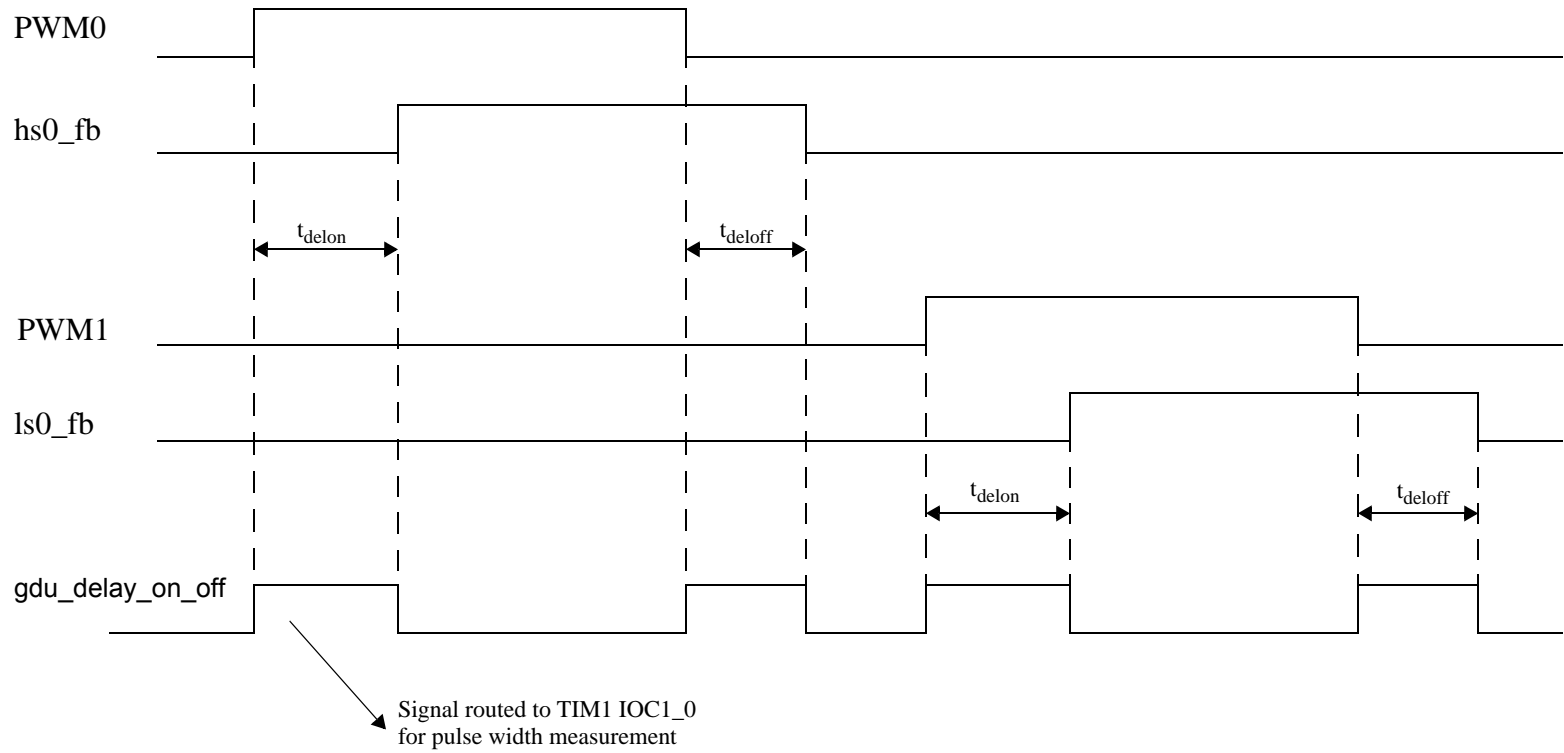 PWM0
hs0_fb
tdelon
tdeloff
PWM1
ls0_fb
tdelon
tdeloff
gdu_delay_on_off
Signal routed to TIM1 IOC1_0
for pulse width measurement